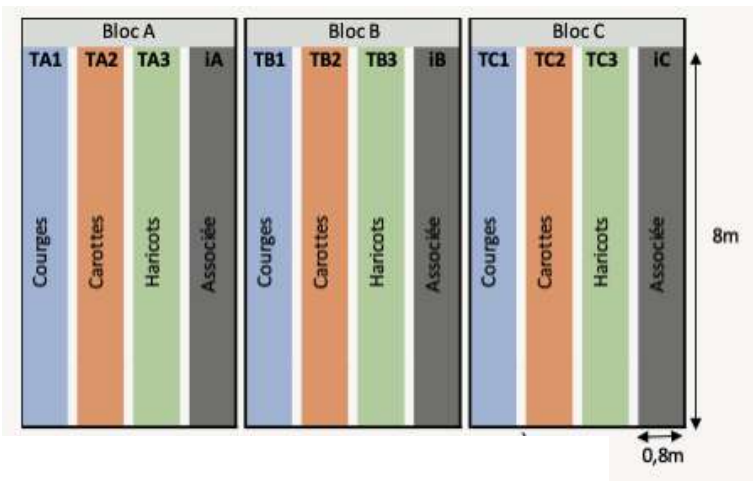 Bloc A Bloc B Bloc C
TA1 TA2 TA3 iA TB1 TB2 TB3 iB TC1 TC2 TC3 iC
Courges Carottes Haricots Associée Courges Carottes Haricots Associée Courges Carottes Haricots Associée
8m
0,8m